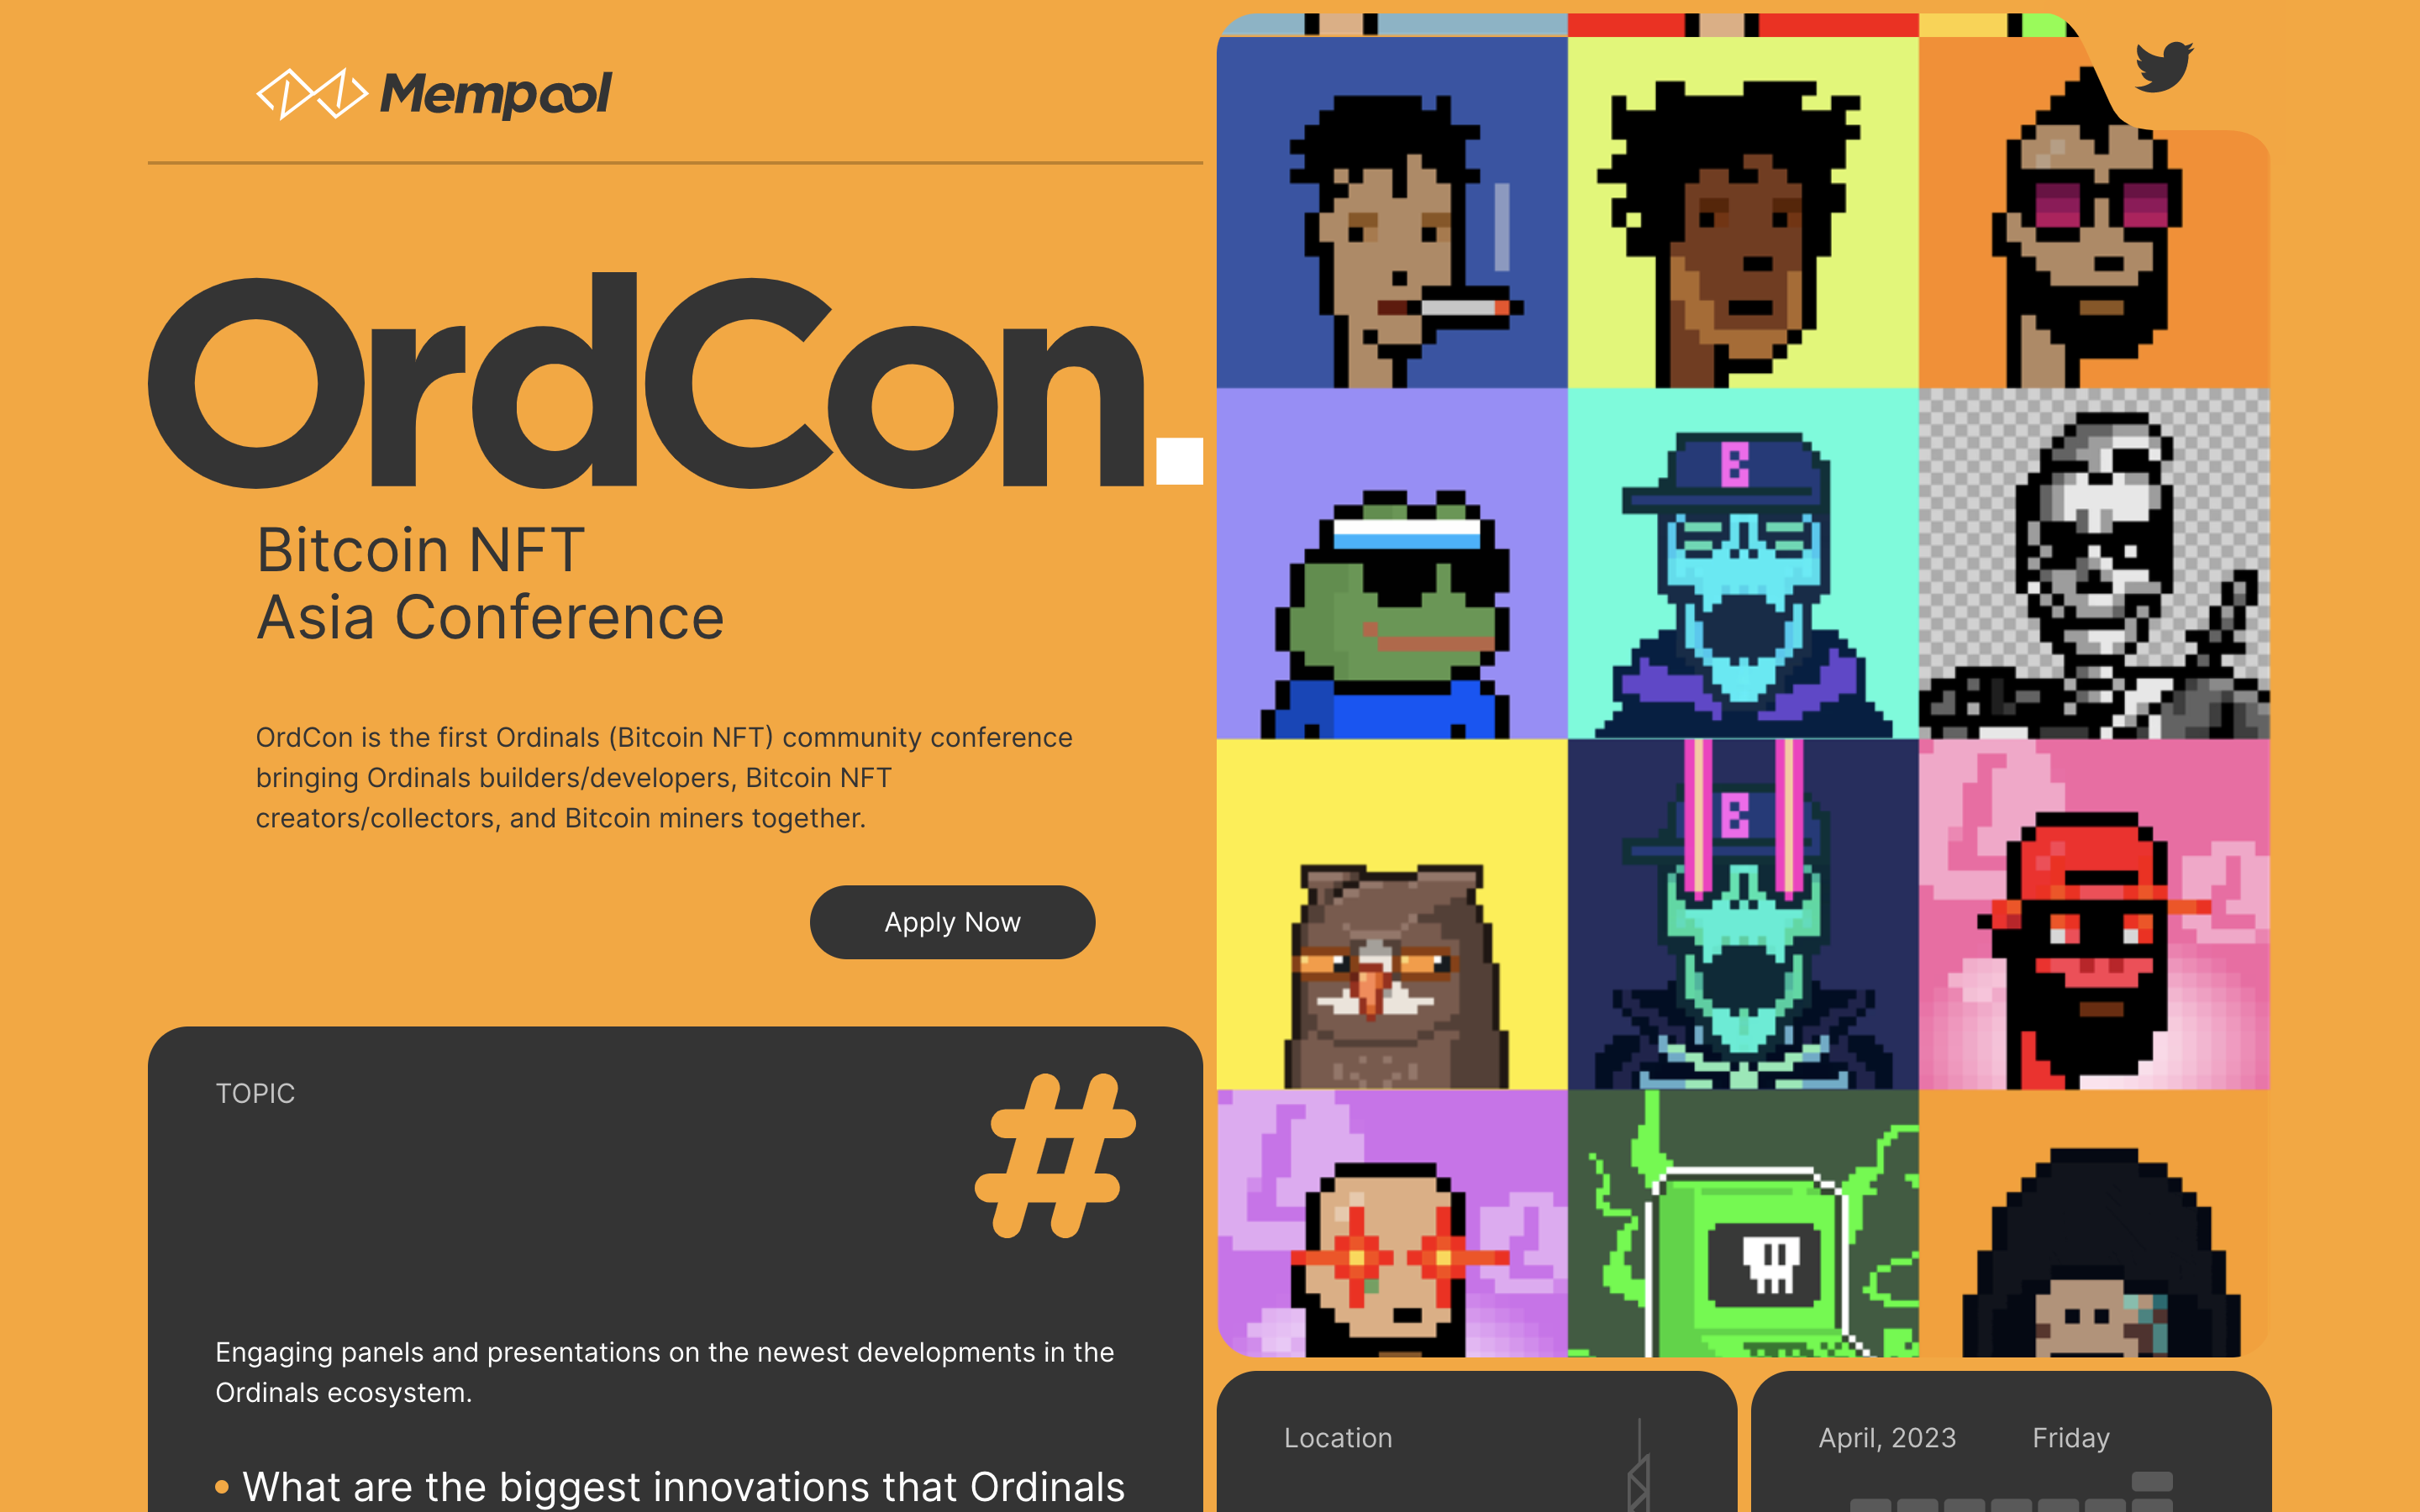 Mempool
OrdCon.
Bitcoin NFT
Asia Conference
OrdCon is the first Ordinals (Bitcoin NFT) community conference
bringing Ordinals builders/developers, Bitcoin NFT
creators/collectors, and Bitcoin miners together.
Apply Now
TOPIC
#
Engaging panels and presentations on the newest developments in the
Ordinals ecosystem.
• What are the biggest innovations that Ordinals
B
B
Location
April, 2023 Friday